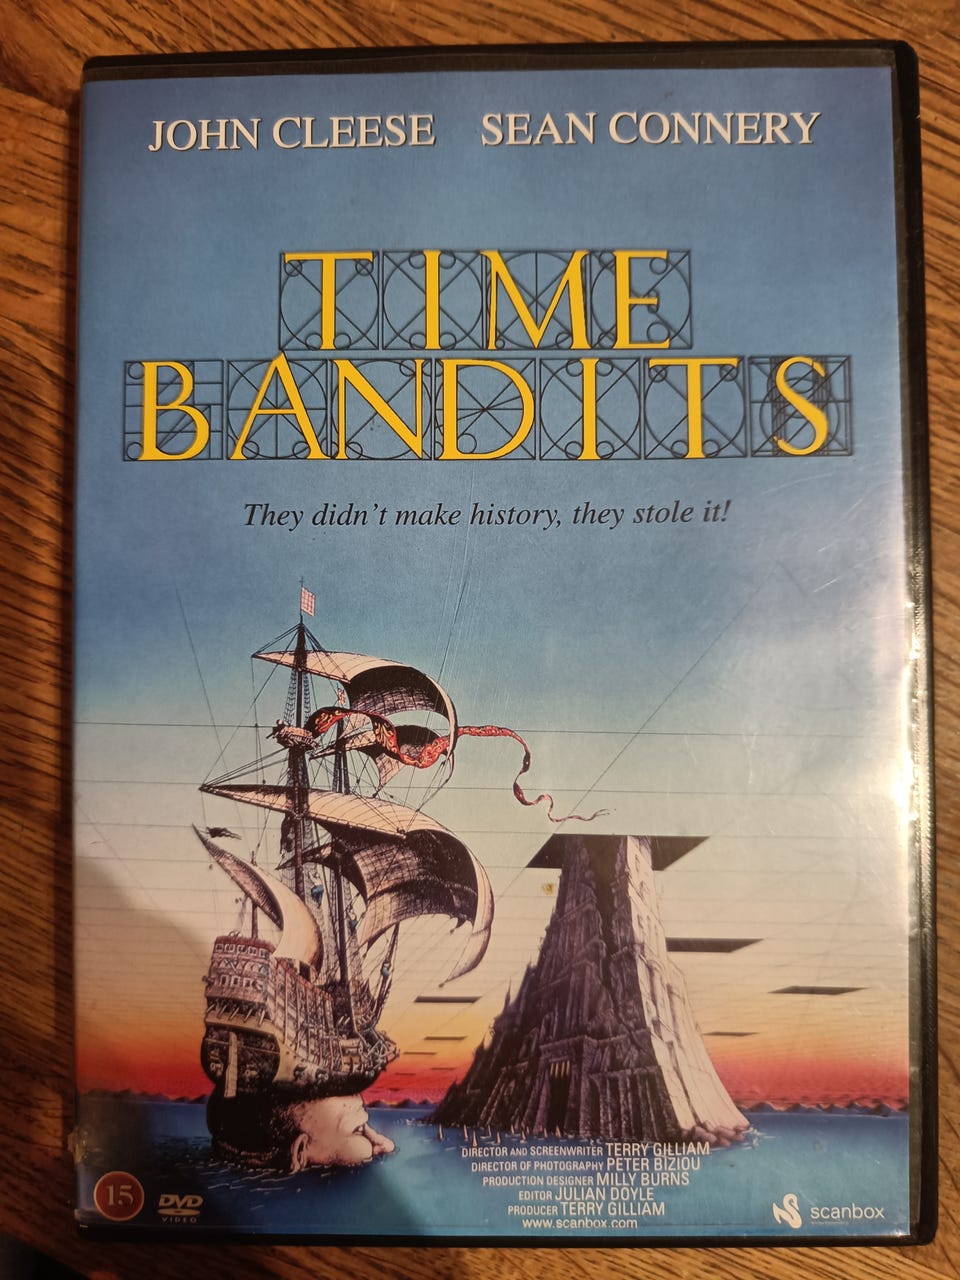 JOHN CLEESE SEAN CONNERY
TIME
BANDITS
They didn't make history, they stole it!
DIRECTOR AND SCREENWRITER TERRY GILLIAM
DIRECTOR OF PHOTOGRAPHY PETER BIZIOU
PRODUCTION DESIGNER MILLY BURNS
EDITOR JULIAN DOYLE
PRODUCER TERRY GILLIAM
www.scanbox.com
15
DVD
VIDEO
scanbox